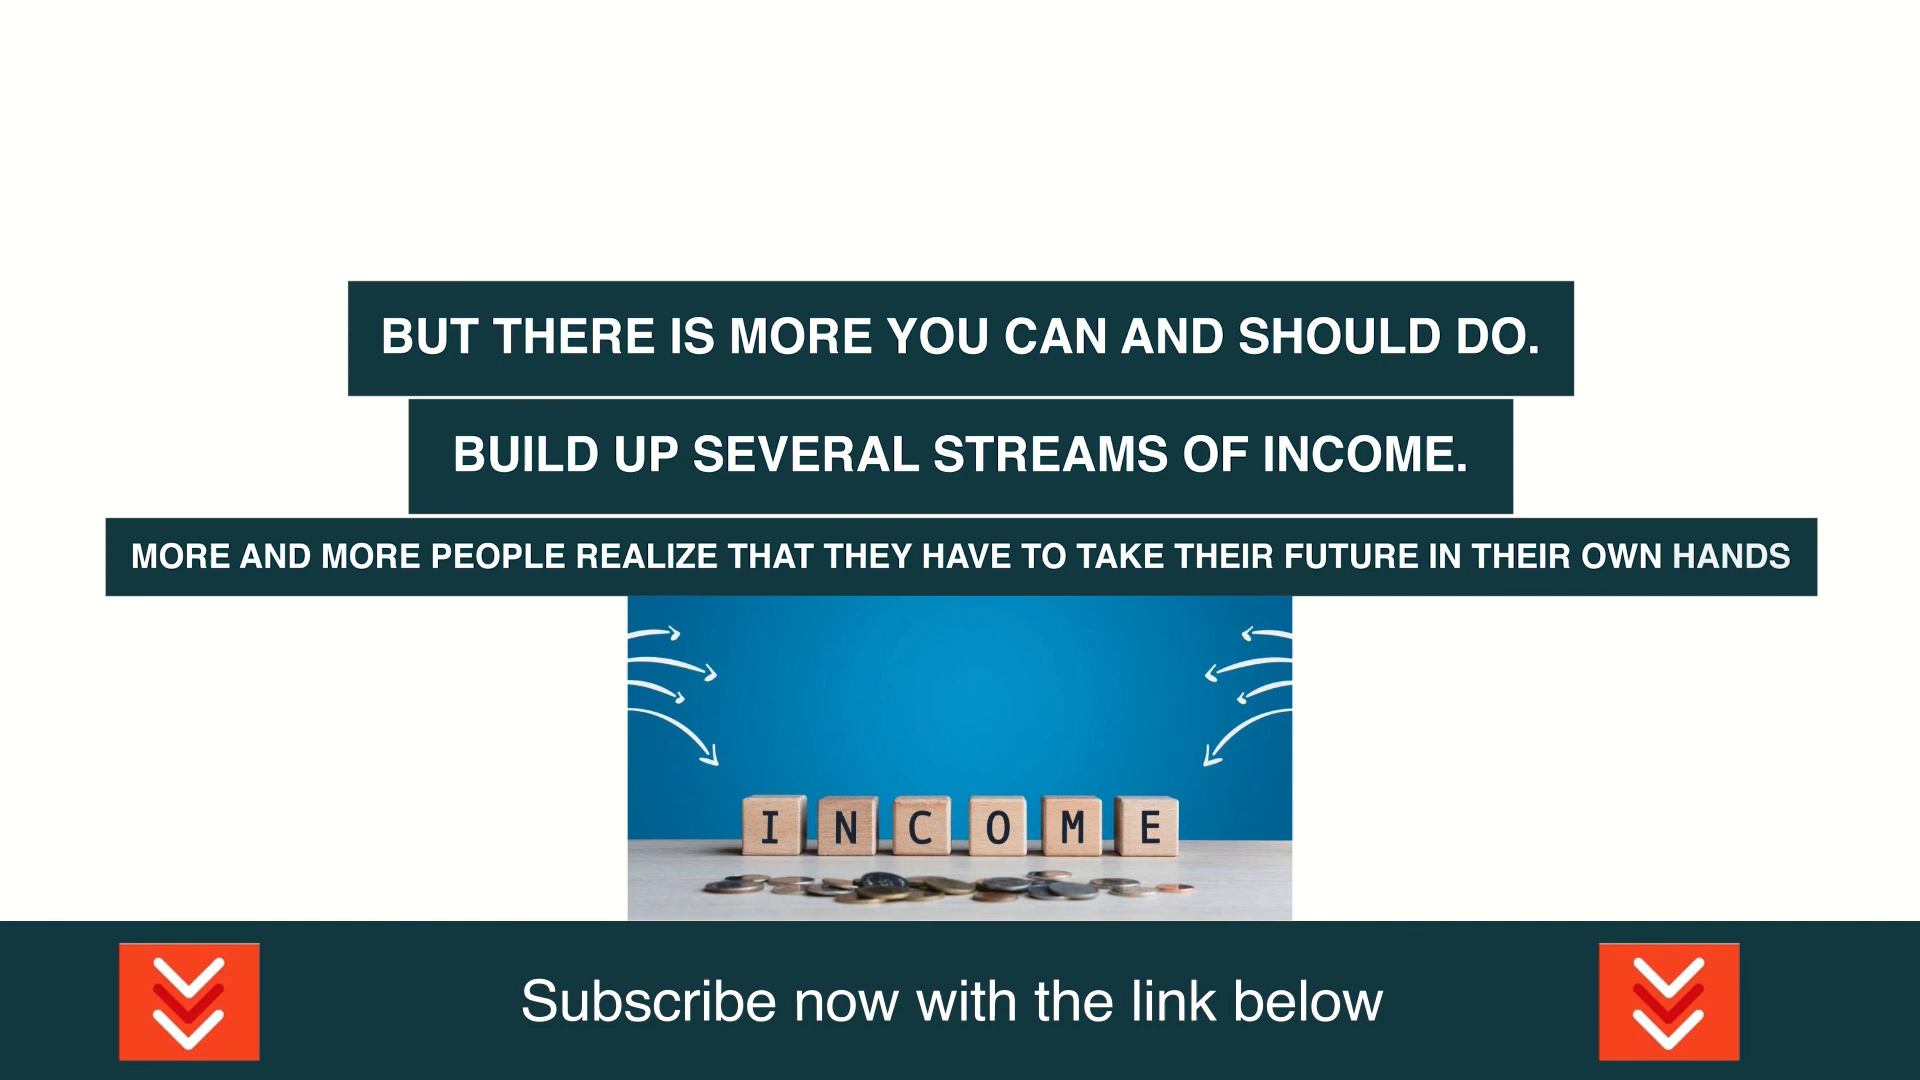 BUT THERE IS MORE YOU CAN AND SHOULD DO.
BUILD UP SEVERAL STREAMS OF INCOME.
MORE AND MORE PEOPLE REALIZE THAT THEY HAVE TO TAKE THEIR FUTURE IN THEIR OWN HANDS
INCOME
Subscribe now with the link below